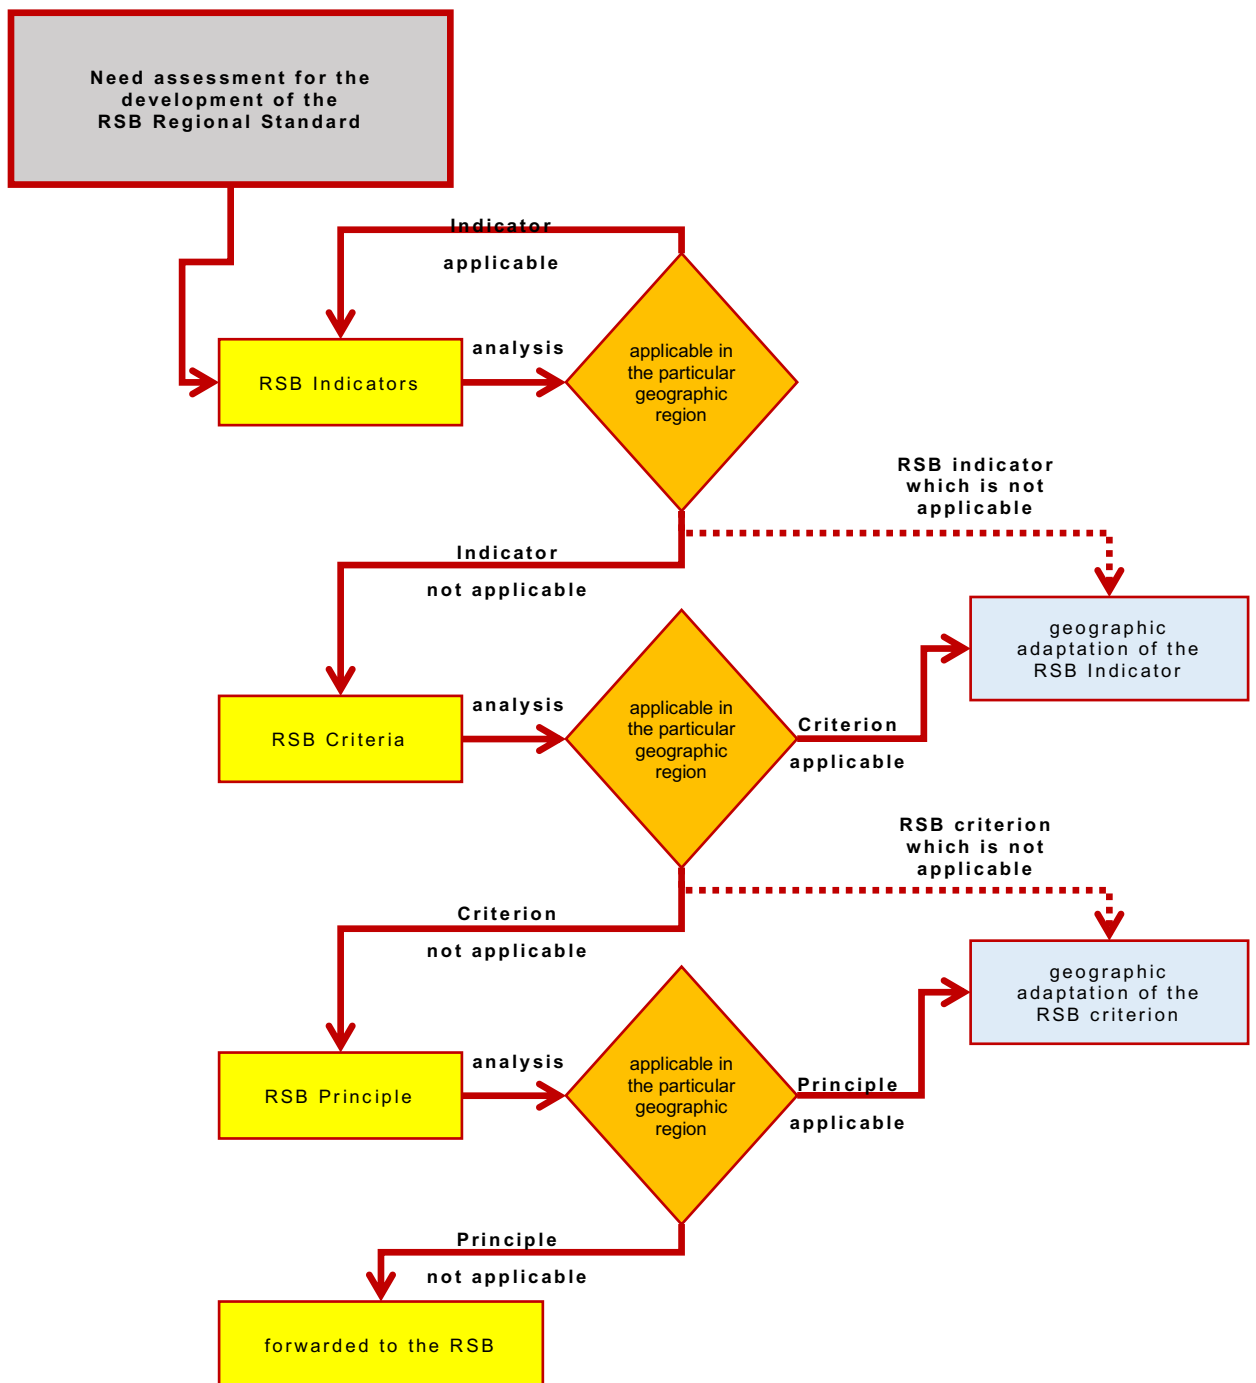 Need assessment for the
development of the
RSB Regional Standard
Indicator
applicable
RSB Indicators
analysis
applicable in
the particular
geographic
region
RSB indicator
which is not
applicable
Indicator
not applicable
geographic
adaptation of the
RSB Indicator
RSB Criteria
analysis
applicable in
the particular
geographic
region
Criterion
applicable
RSB criterion
which is not
applicable
Criterion
not applicable
geographic
adaptation of the
RSB criterion
RSB Principle
analysis
applicable in
the particular
geographic
region
Principle
applicable
Principle
not applicable
forwarded to the RSB